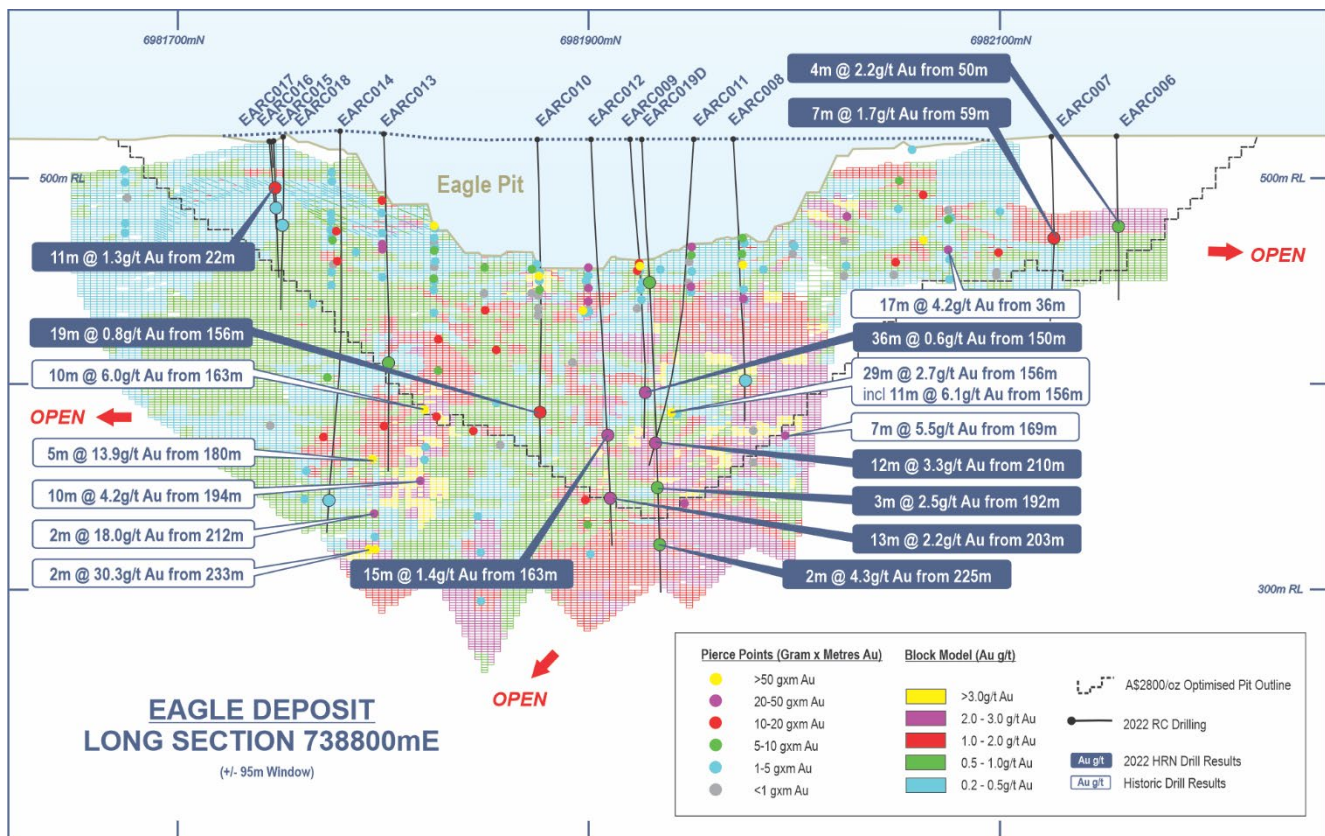 6981700mN
6981900mN
6982100mN
EARC017
EARC016
EARC015
EARC018
EARC014
EARC013
EARC010
EARC012
EARC009
EARC019D
EARC011
EARC008
EARC007
EARC006
4m @ 2.2g/t Au from 50m
7m @ 1.7g/t Au from 59m
500m RL
500m RL
Eagle Pit
11m @ 1.3g/t Au from 22m
OPEN
17m @ 4.2g/t Au from 36m
19m @ 0.8g/t Au from 156m
36m @ 0.6g/t Au from 150m
10m @ 6.0g/t Au from 163m
29m @ 2.7g/t Au from 156m
incl 11m @ 6.1g/t Au from 156m
OPEN
7m @ 5.5g/t Au from 169m
5m @ 13.9g/t Au from 180m
12m @ 3.3g/t Au from 210m
10m @ 4.2g/t Au from 194m
3m @ 2.5g/t Au from 192m
2m @ 18.0g/t Au from 212m
13m @ 2.2g/t Au from 203m
2m @ 30.3g/t Au from 233m
15m @ 1.4g/t Au from 163m
2m @ 4.3g/t Au from 225m
300m RL
OPEN
EAGLE DEPOSIT
LONG SECTION 738800mE
(+/- 95m Window)
Pierce Points (Gram x Metres Au)
>50 gxm Au
20-50 gxm Au
10-20 gxm Au
5-10 gxm Au
1-5 gxm Au
<1 gxm Au
Block Model (Au g/t)
>3.0g/t Au
2.0 - 3.0 g/t Au
1.0 - 2.0 g/t Au
0.5 - 1.0g/t Au
0.2 - 0.5g/t Au
A$2800/oz Optimised Pit Outline
2022 RC Drilling
Au g/t 2022 HRN Drill Results
Au g/t Historic Drill Results